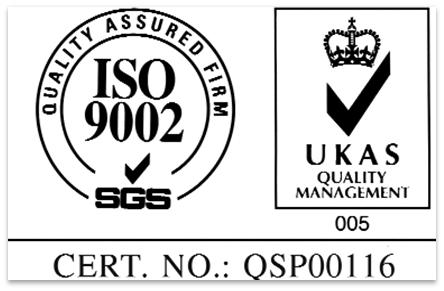 QUALITY ASSURED FIRM
ISO
9002
SGS
UKAS
QUALITY
MANAGEMENT
005
CERT. NO.: QSP00116